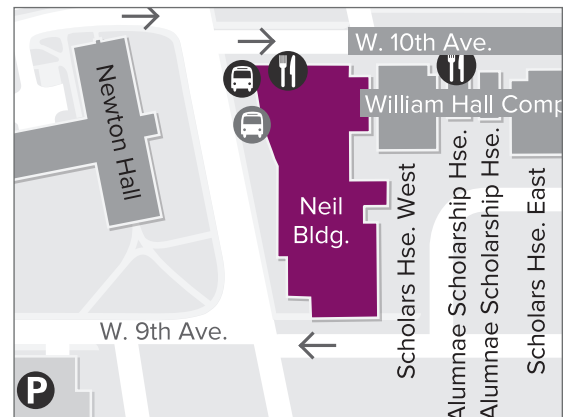 W. 10th Ave.
William Hall Comp
Newton Hall
Neil
Bldg.
Scholars Hse. West
Alumnae Scholarship Hse.
Alumnae Scholarship Hse.
Scholars Hse. East
W. 9th Ave.
P